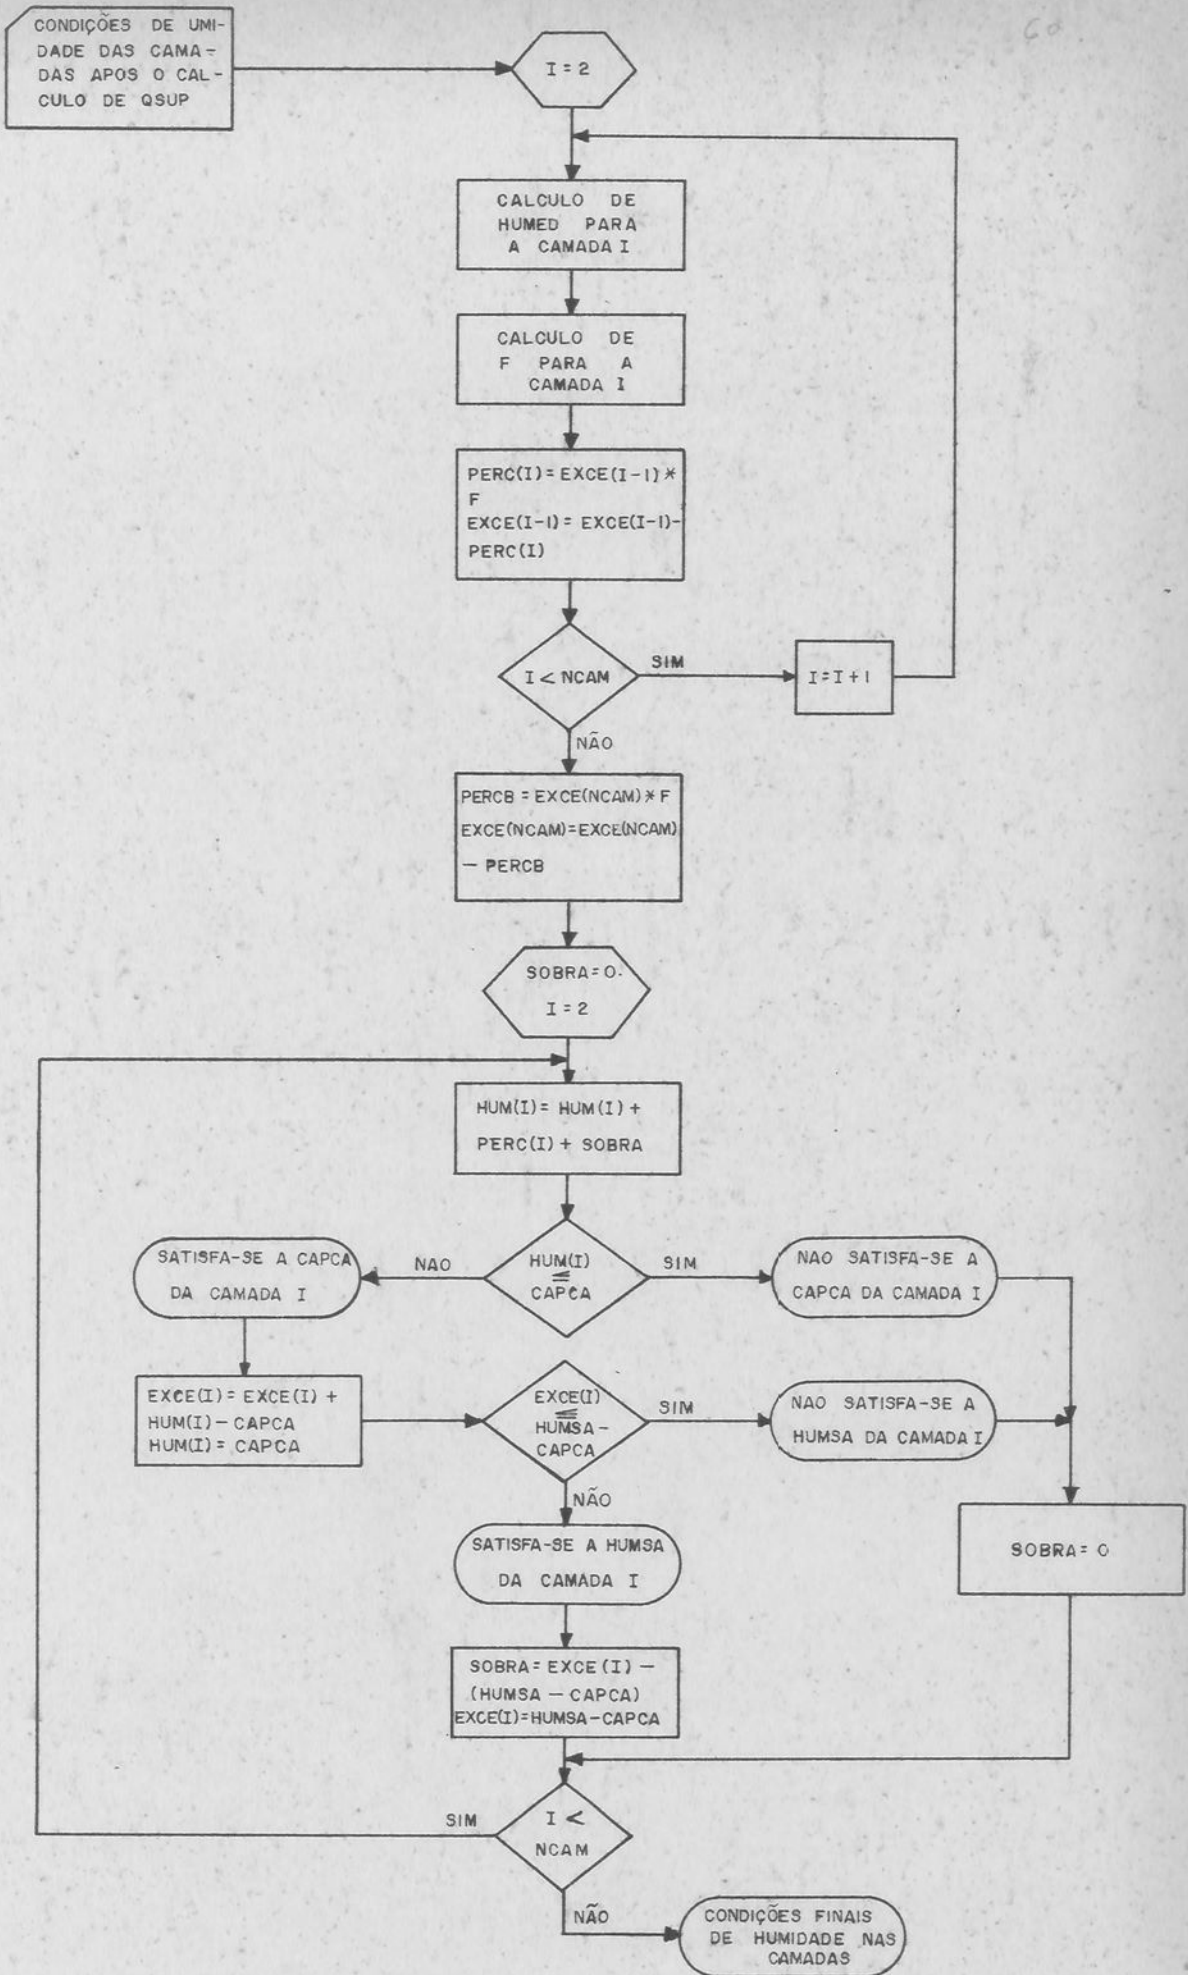 60
CONDIÇÕES DE UMI-
DADE DAS CAMA-
DAS APOS O CAL-
CULO DE QSUP
I = 2
CALCULO DE
HUMED PARA
A CAMADA I
CALCULO DE
F PARA A
CAMADA I
PERC(I) = EXCE(I-1) *
F
EXCE(I-1) = EXCE(I-1)-
PERC(I)
I < NCAM
SIM
I = I + 1
NÃO
PERCB = EXCE(NCAM) * F
EXCE(NCAM) = EXCE(NCAM)
- PERCB
SOBRA = 0.
I = 2
HUM(I) = HUM(I) +
PERC(I) + SOBRA
HUM(I)
≤
CAPCA
NAO
SIM
SATISFA-SE A CAPCA
DA CAMADA I
NAO SATISFA-SE A
CAPCA DA CAMADA I
EXCE(I) = EXCE(I) +
HUM(I) - CAPCA
HUM(I) = CAPCA
EXCE(I)
≤
HUMSA -
CAPCA
SIM
NAO SATISFA-SE A
HUMSA DA CAMADA I
NÃO
SATISFA-SE A HUMSA
DA CAMADA I
SOBRA = 0
SOBRA = EXCE(I) -
(HUMSA - CAPCA)
EXCE(I) = HUMSA - CAPCA
I <
NCAM
SIM
NÃO
CONDIÇÕES FINAIS
DE HUMIDADE NAS
CAMADAS